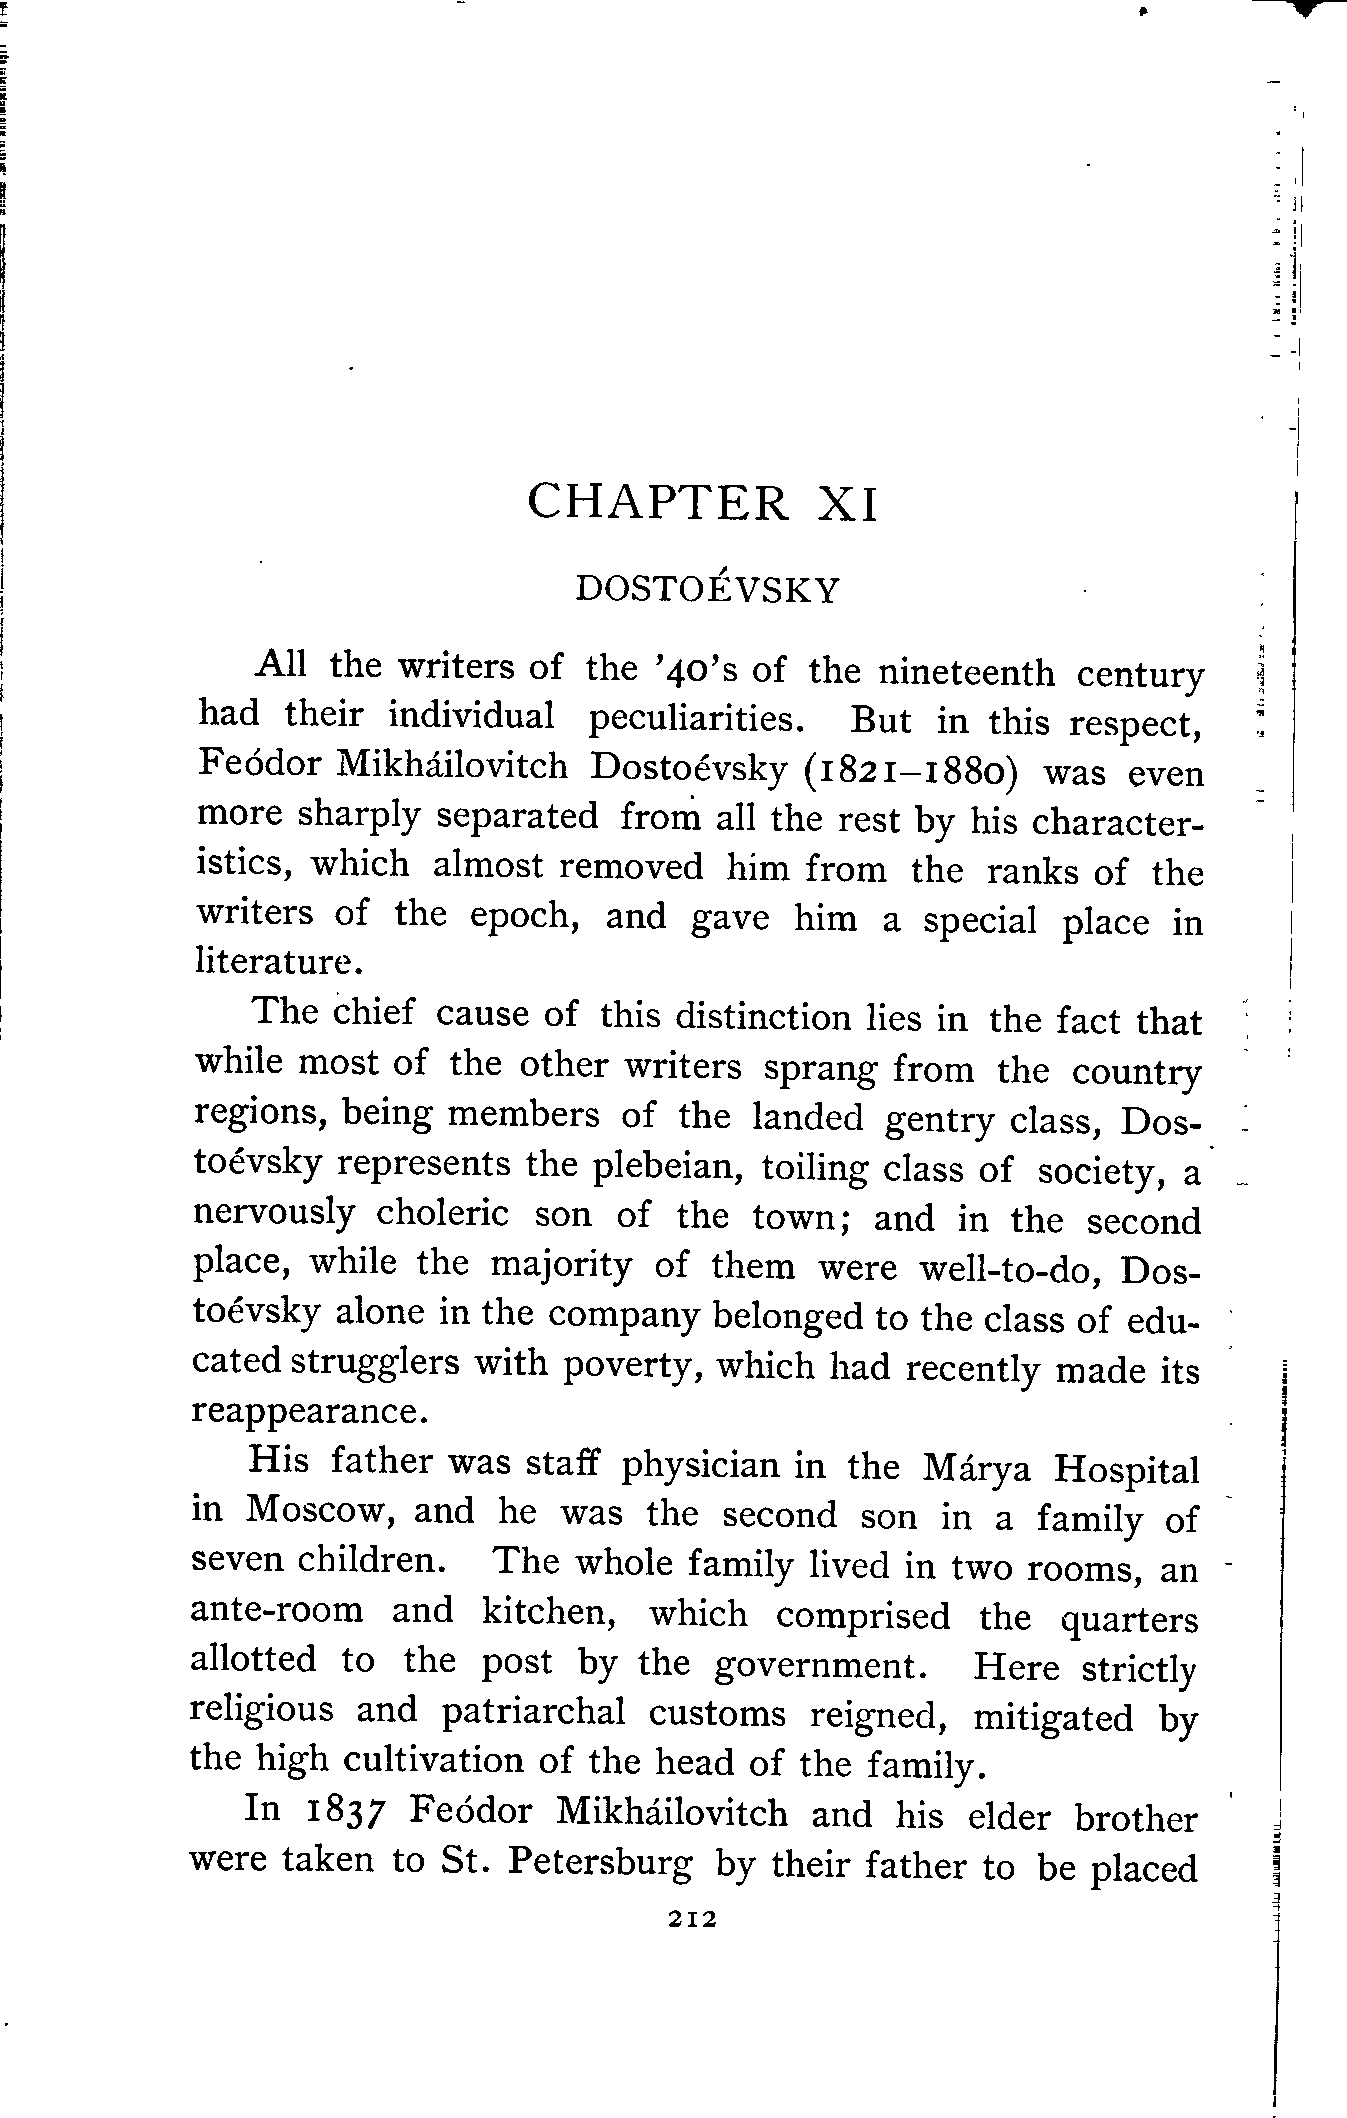 CHAPTER XI
DOSTOÉVSKY
All the writers of the '40's of the nineteenth century
had their individual peculiarities. But in this respect,
Feódor Mikháilovitch Dostoévsky (1821–1880) was even
more sharply separated from all the rest by his character-
istics, which almost removed him from the ranks of the
writers of the epoch, and gave him a special place in
literature.
The chief cause of this distinction lies in the fact that
while most of the other writers sprang from the country
regions, being members of the landed gentry class, Dos-
toévsky represents the plebeian, toiling class of society, a
nervously choleric son of the town; and in the second
place, while the majority of them were well-to-do, Dos-
toévsky alone in the company belonged to the class of edu-
cated strugglers with poverty, which had recently made its
reappearance.
His father was staff physician in the Márya Hospital
in Moscow, and he was the second son in a family of
seven children. The whole family lived in two rooms, an
ante-room and kitchen, which comprised the quarters
allotted to the post by the government. Here strictly
religious and patriarchal customs reigned, mitigated by
the high cultivation of the head of the family.
In 1837 Feódor Mikháilovitch and his elder brother
were taken to St. Petersburg by their father to be placed
212